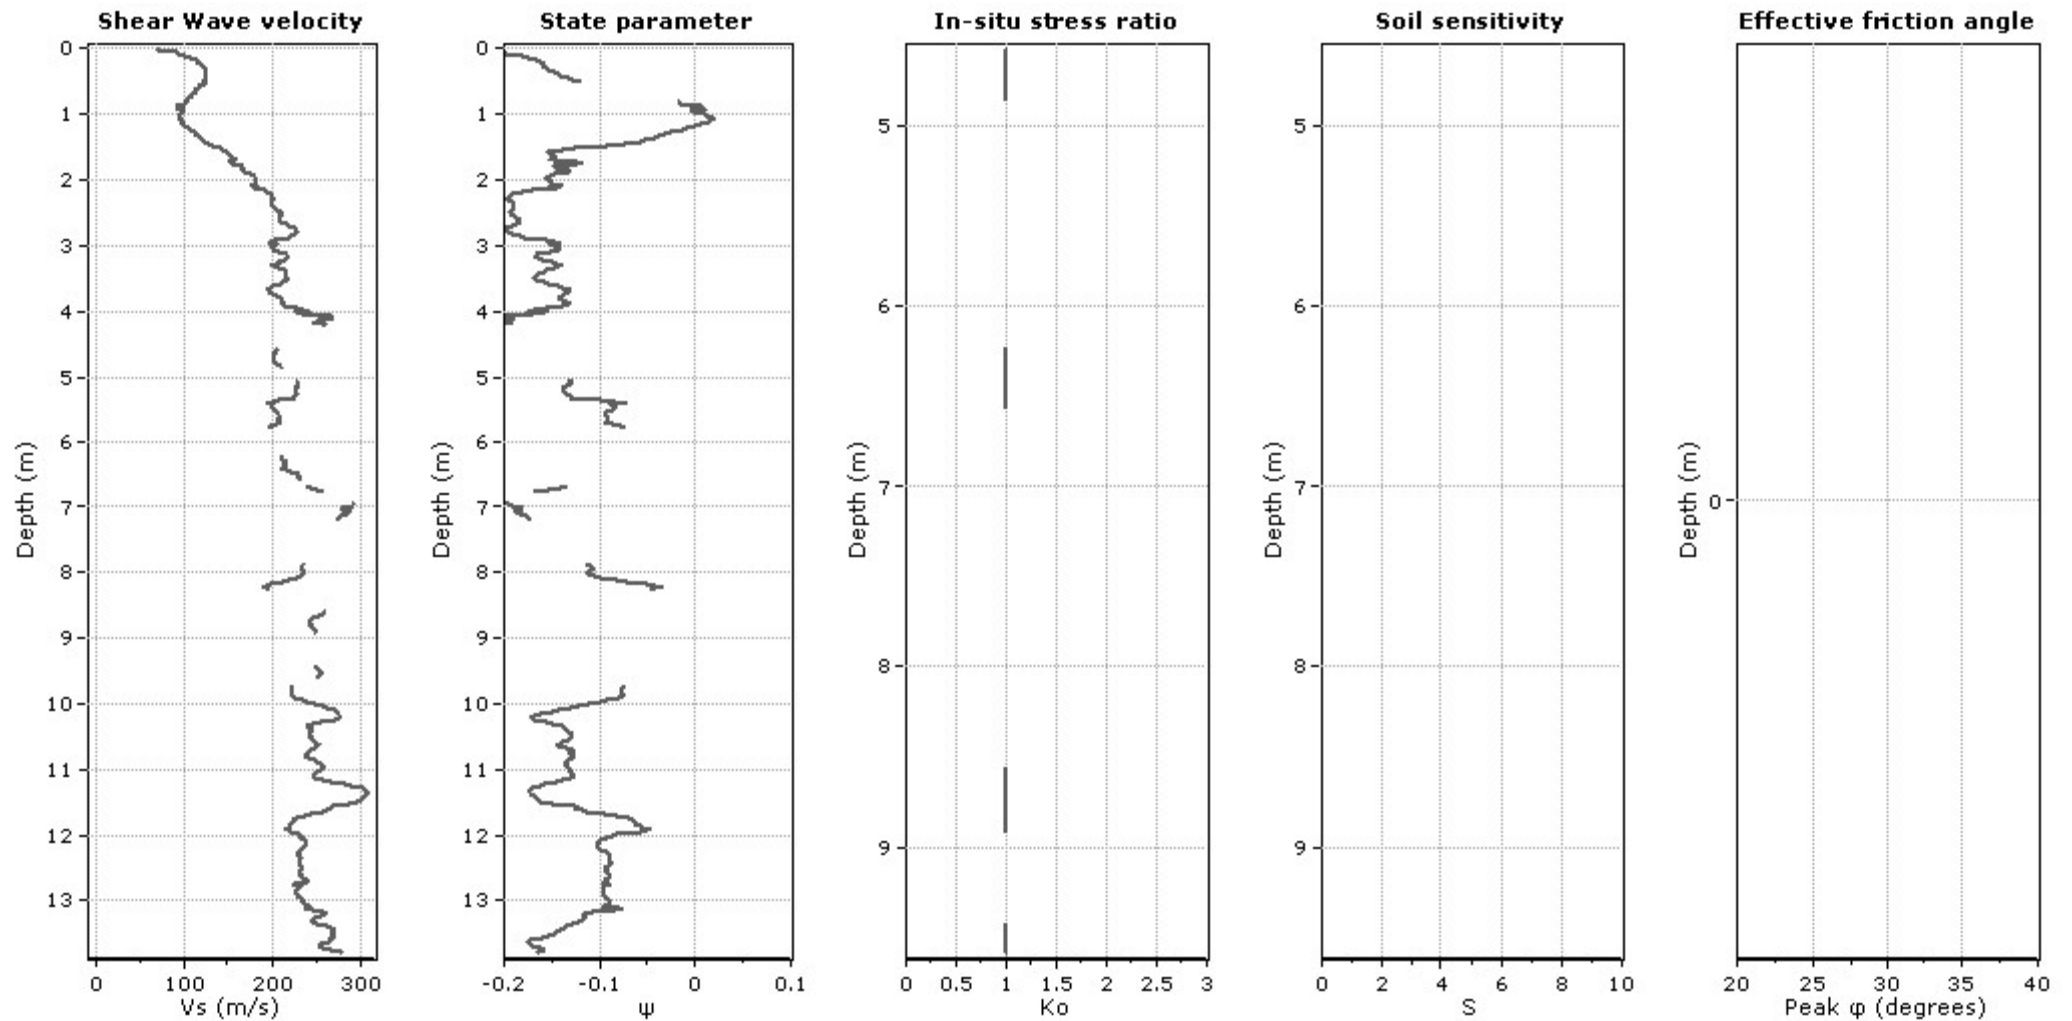 Shear Wave velocity
0
1
2
3
4
5
6
7
8
9
10
11
12
13
Depth (m)
0 100 200 300
Vs (m/s)
State parameter
0
1
2
3
4
5
6
7
8
9
10
11
12
13
Depth (m)
-0.2 -0.1 0 0.1
ψ
In-situ stress ratio
5
6
7
8
9
Depth (m)
0 0.5 1 1.5 2 2.5 3
Ko
Soil sensitivity
5
6
7
8
9
Depth (m)
0 2 4 6 8 10
S
Effective friction angle
0
Depth (m)
20 25 30 35 40
Peak φ (degrees)